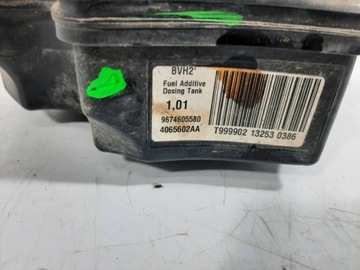 BVH2'
Fuel Additive
Dosing Tank
1,01
9674605580
4065602AA
T999902 13253 0386